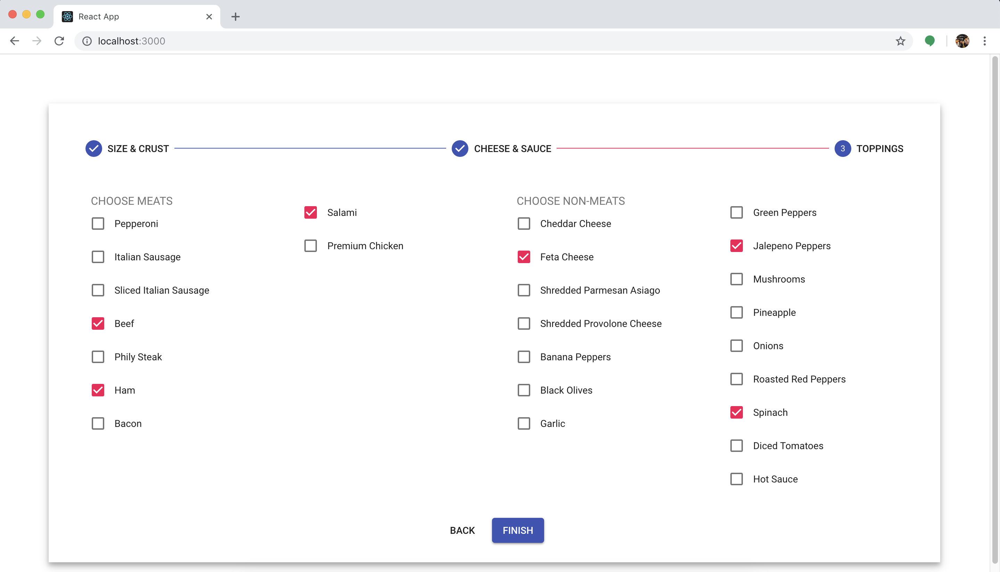 React App
localhost:3000
SIZE & CRUST
CHEESE & SAUCE
3 TOPPINGS
CHOOSE MEATS
Pepperoni
Italian Sausage
Sliced Italian Sausage
Beef
Phily Steak
Ham
Bacon
Salami
Premium Chicken
CHOOSE NON-MEATS
Cheddar Cheese
Feta Cheese
Shredded Parmesan Asiago
Shredded Provolone Cheese
Banana Peppers
Black Olives
Garlic
Green Peppers
Jalepeno Peppers
Mushrooms
Pineapple
Onions
Roasted Red Peppers
Spinach
Diced Tomatoes
Hot Sauce
BACK
FINISH